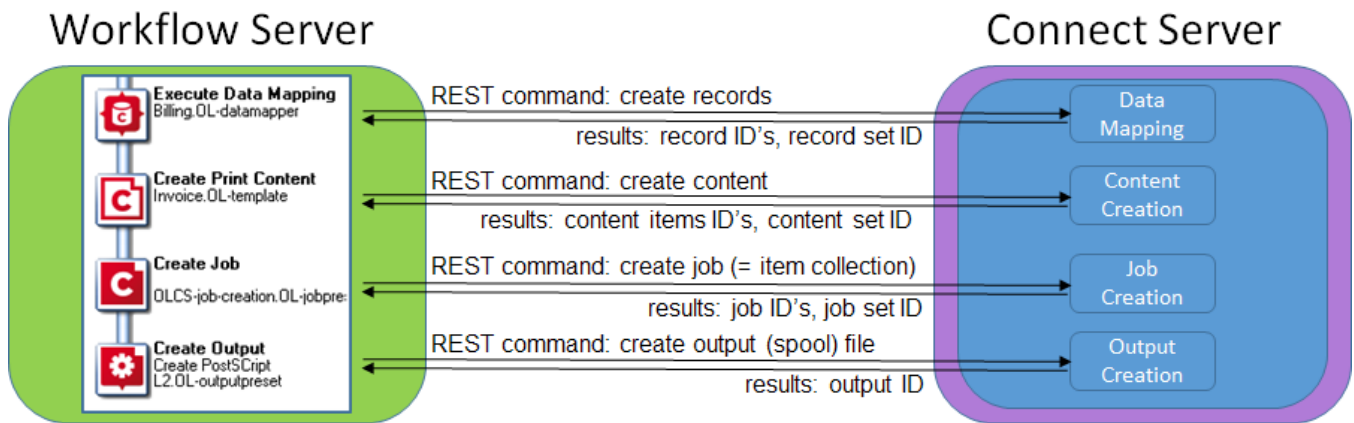 Workflow Server
Connect Server
Execute Data Mapping
Billing.OL-datamapper
REST command: create records
results: record ID's, record set ID
Data
Mapping
Create Print Content
Invoice.OL-template
REST command: create content
results: content items ID's, content set ID
Content
Creation
Create Job
OLCS-job-creation.OL-jobpre:
REST command: create job (= item collection)
results: job ID's, job set ID
Job
Creation
Create Output
Create PostSCript
L2.OL-outputpreset
REST command: create output (spool) file
results: output ID
Output
Creation